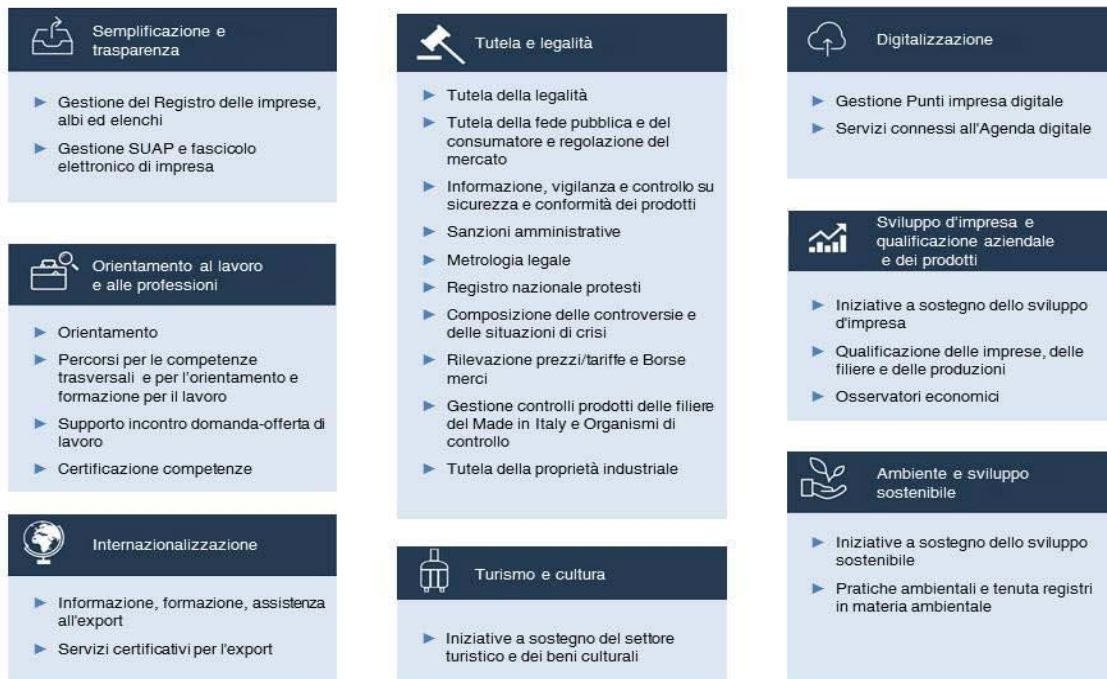 Semplificazione e
trasparenza
Gestione del Registro delle imprese,
albi ed elenchi
Gestione SUAP e fascicolo
elettronico di impresa
Orientamento al lavoro
e alle professioni
Orientamento
Percorsi per le competenze
trasversali e per l'orientamento e
formazione per il lavoro
Supporto incontro domanda-offerta di
lavoro
Certificazione competenze
Internazionalizzazione
Informazione, formazione, assistenza
all'export
Servizi certificativi per l'export
Tutela e legalità
Tutela della legalità
Tutela della fede pubblica e del
consumatore e regolazione del
mercato
Informazione, vigilanza e controllo su
sicurezza e conformità dei prodotti
Sanzioni amministrative
Metrologia legale
Registro nazionale protesti
Composizione delle controversie e
delle situazioni di crisi
Rilevazione prezzi/tariffe e Borse
merci
Gestione controlli prodotti delle filiere
del Made in Italy e Organismi di
controllo
Tutela della proprietà industriale
Turismo e cultura
Iniziative a sostegno del settore
turistico e dei beni culturali
Digitalizzazione
Gestione Punti impresa digitale
Servizi connessi all'Agenda digitale
Sviluppo d'impresa e
qualificazione aziendale
e dei prodotti
Iniziative a sostegno dello sviluppo
d'impresa
Qualificazione delle imprese, delle
filiere e delle produzioni
Osservatori economici
Ambiente e sviluppo
sostenibile
Iniziative a sostegno dello sviluppo
sostenibile
Pratiche ambientali e tenuta registri
in materia ambientale